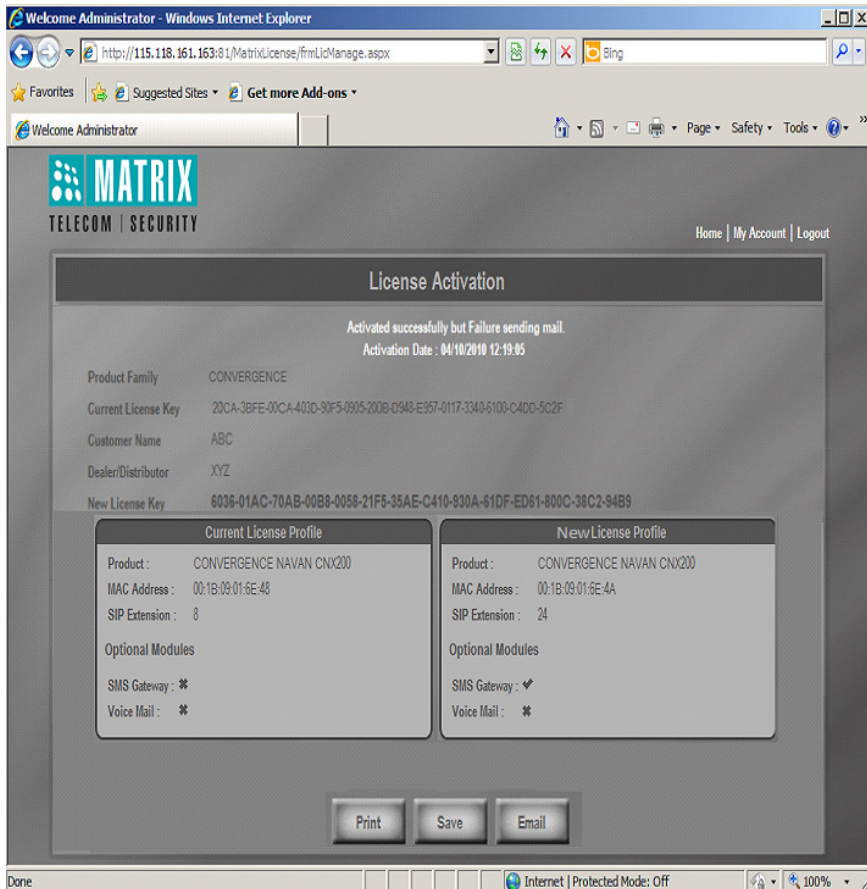 Welcome Administrator - Windows Internet Explorer
http://115.118.161.163:81/MatrixLicense/frmLicManage.aspx
Bing
Favorites Suggested Sites Get more Add-ons
Welcome Administrator
Page Safety Tools
MATRIX
TELECOM | SECURITY
Home | My Account | Logout
License Activation
Activated successfully but Failure sending mail.
Activation Date : 04/10/2010 12:19:05
Product Family CONVERGENCE
Current License Key 20CA-3BFE-00CA-403D-90F5-0905-200B-D948-E957-0117-3340-6100-C4DD-5C2F
Customer Name ABC
Dealer/Distributor XYZ
New License Key 6036-01AC-70AB-00B8-0058-21F5-35AE-C410-930A-61DF-ED61-800C-38C2-94B9
Current License Profile
Product : CONVERGENCE NAVAN CNX200
MAC Address : 00:1B:09:01:6E:48
SIP Extension : 8
Optional Modules
SMS Gateway : ✖
Voice Mail : ✖
New License Profile
Product : CONVERGENCE NAVAN CNX200
MAC Address : 00:1B:09:01:6E:4A
SIP Extension : 24
Optional Modules
SMS Gateway : ✔
Voice Mail : ✖
Print Save Email
Done Internet | Protected Mode: Off 100%